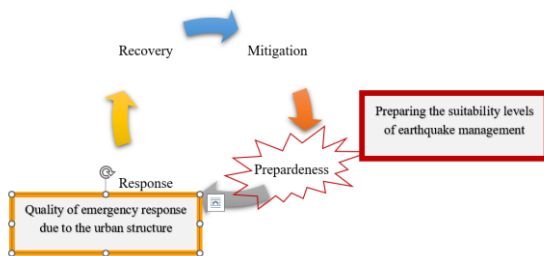 Recovery
Mitigation
Preparing the suitability levels
of earthquake management
Prepardeness
Response
Quality of emergency response
due to the urban structure